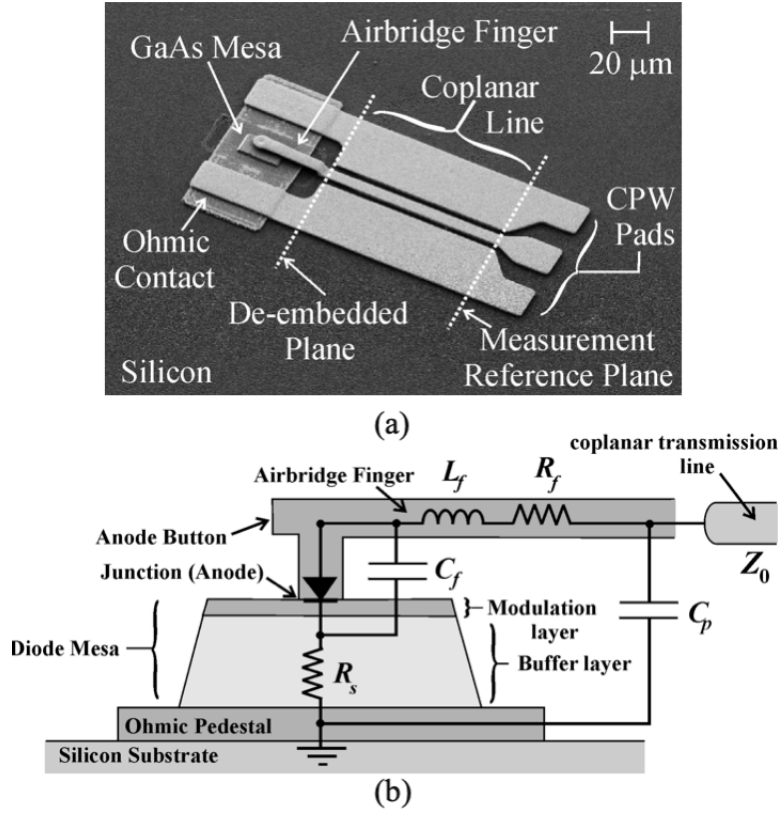 GaAs Mesa
Airbridge Finger
20 μm
Coplanar
Line
CPW
Pads
Ohmic
Contact
De-embedded
Plane
Measurement
Reference Plane
Silicon
(a)
coplanar transmission
line
Airbridge Finger
L_f
R_f
Anode Button
Junction (Anode)
C_f
Z_0
Modulation
layer
C_p
Diode Mesa
Buffer layer
R_s
Ohmic Pedestal
Silicon Substrate
(b)